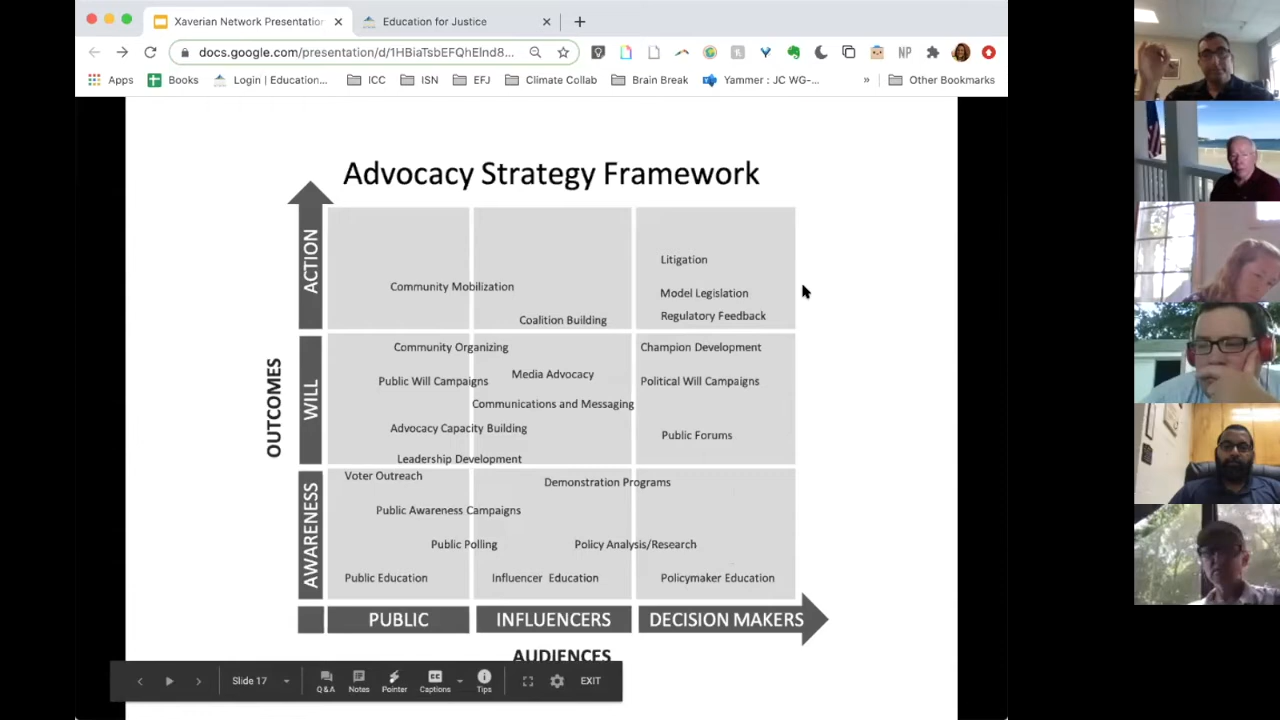 Xaverian Network Presentation
Education for Justice
docs.google.com/presentation/d/1HBiaTsbEFQhElnd8...
NP
Apps
Books
Login | Education...
ICC
ISN
EFJ
Climate Collab
Brain Break
Yammer : JC WG-...
»
Other Bookmarks
Advocacy Strategy Framework
OUTCOMES
ACTION
Litigation
Community Mobilization
Model Legislation
Regulatory Feedback
Coalition Building
WILL
Community Organizing
Champion Development
Media Advocacy
Public Will Campaigns
Political Will Campaigns
Communications and Messaging
Advocacy Capacity Building
Public Forums
Leadership Development
AWARENESS
Voter Outreach
Demonstration Programs
Public Awareness Campaigns
Public Polling
Policy Analysis/Research
Public Education
Influencer Education
Policymaker Education
PUBLIC
INFLUENCERS
DECISION MAKERS
AUDIENCES
Slide 17
Q&A
Notes
Pointer
Captions
Tips
EXIT